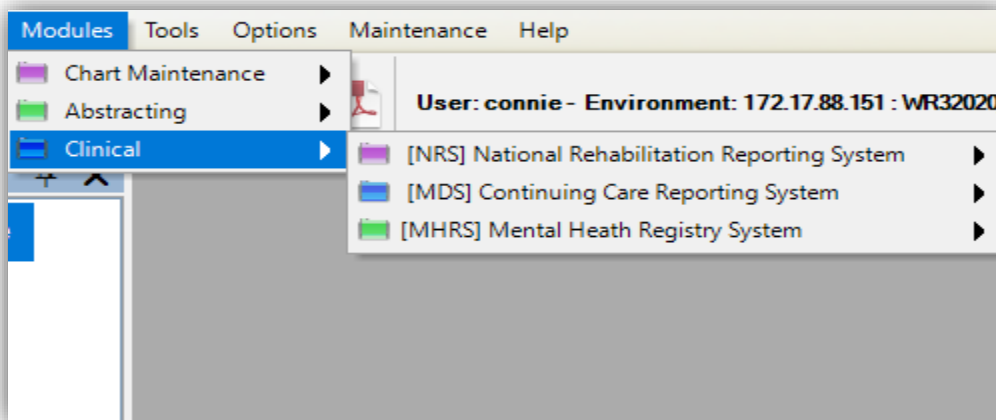 Modules Tools Options Maintenance Help
Chart Maintenance
Abstracting
User: connie - Environment: 172.17.88.151 : WR32020
Clinical
[NRS] National Rehabilitation Reporting System
[MDS] Continuing Care Reporting System
[MHRS] Mental Heath Registry System